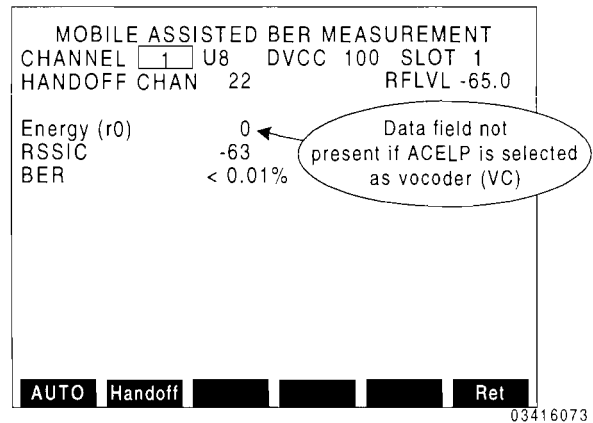 MOBILE ASSISTED BER MEASUREMENT
CHANNEL 1 U8 DVCC 100 SLOT 1
HANDOFF CHAN 22 RFLVL -65.0
Energy (r0) 0
RSSIC -63
BER < 0.01%
Data field not
present if ACELP is selected
as vocoder (VC)
AUTO Handoff Ret
03416073